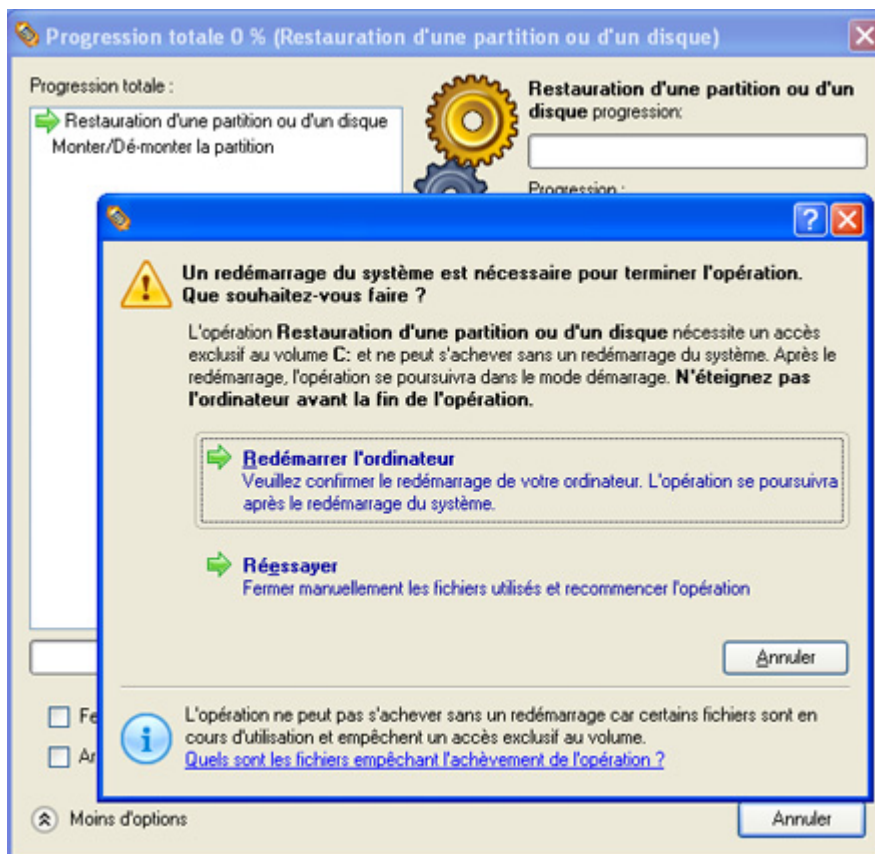 Progression totale 0 % (Restauration d'une partition ou d'un disque)
Progression totale :
Restauration d'une partition ou d'un disque
Monter/Dé-monter la partition
Restauration d'une partition ou d'un
disque progression:
Progression :
Un redémarrage du système est nécessaire pour terminer l'opération.
Que souhaitez-vous faire ?
L'opération Restauration d'une partition ou d'un disque nécessite un accès
exclusif au volume C: et ne peut s'achever sans un redémarrage du système. Après le
redémarrage, l'opération se poursuivra dans le mode démarrage. N'éteignez pas
l'ordinateur avant la fin de l'opération.
Redémarrer l'ordinateur
Veuillez confirmer le redémarrage de votre ordinateur. L'opération se poursuivra
après le redémarrage du système.
Réessayer
Fermer manuellement les fichiers utilisés et recommencer l'opération
Annuler
Fe
Ar
L'opération ne peut pas s'achever sans un redémarrage car certains fichiers sont en
cours d'utilisation et empêchent un accès exclusif au volume.
Quels sont les fichiers empêchant l'achèvement de l'opération ?
Moins d'options
Annuler